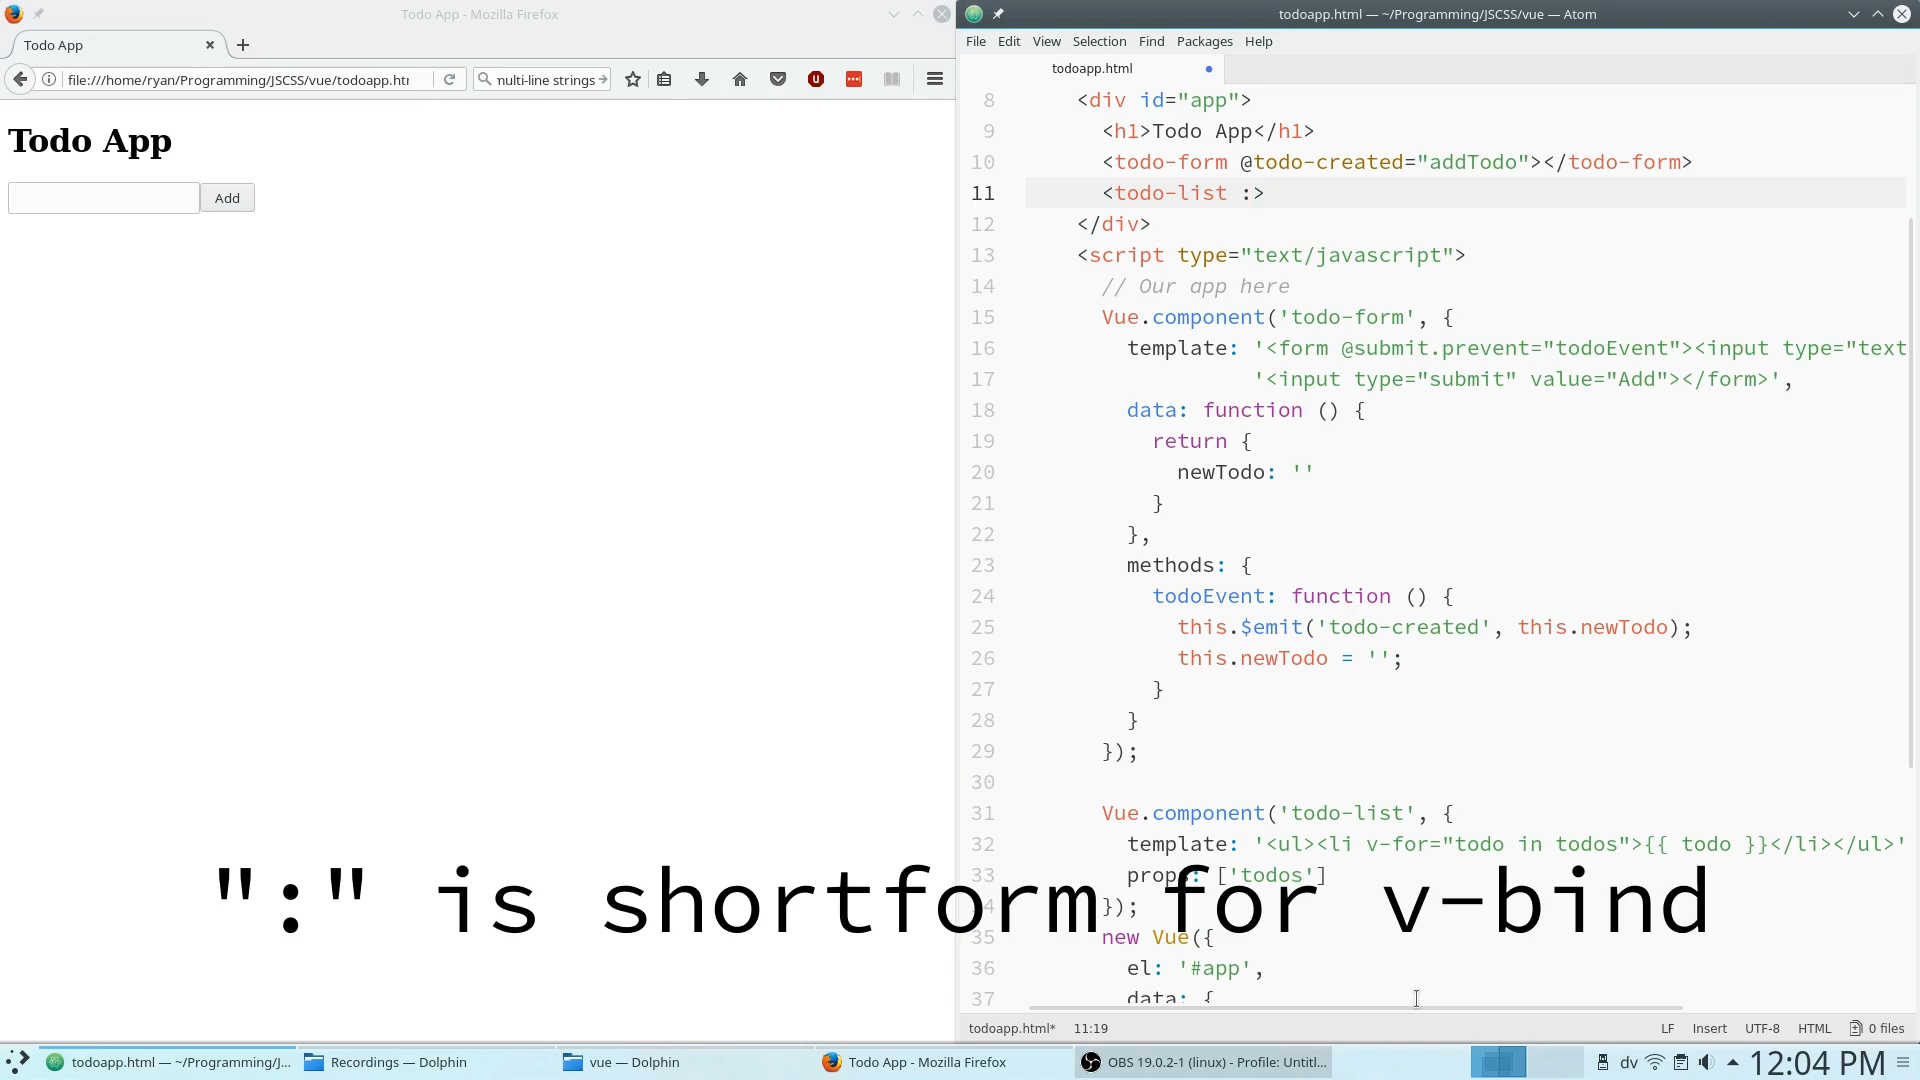 Todo App - Mozilla Firefox
Todo App
file:///home/ryan/Programming/JSCSS/vue/todoapp.htr
multi-line strings
Todo App
Add
todoapp.html — ~/Programming/JSCSS/vue — Atom
File Edit View Selection Find Packages Help
todoapp.html
8 <div id="app">
9 <h1>Todo App</h1>
10 <todo-form @todo-created="addTodo"></todo-form>
11 <todo-list :>
12 </div>
13 <script type="text/javascript">
14 // Our app here
15 Vue.component('todo-form', {
16 template: '<form @submit.prevent="todoEvent"><input type="text
17 '<input type="submit" value="Add"></form>',
18 data: function () {
19 return {
20 newTodo: ''
21 }
22 },
23 methods: {
24 todoEvent: function () {
25 this.$emit('todo-created', this.newTodo);
26 this.newTodo = '';
27 }
28 }
29 });
30
31 Vue.component('todo-list', {
32 template: '<ul><li v-for="todo in todos">{{ todo }}</li></ul>'
33 props: ['todos']
34 });
":" is shortform for v-bind
35 new Vue({
36 el: '#app',
37 data: {
todoapp.html* 11:19 LF Insert UTF-8 HTML 0 files
todoapp.html — ~/Programming/J... Recordings — Dolphin vue — Dolphin Todo App - Mozilla Firefox OBS 19.0.2-1 (linux) - Profile: Untitl... dv 12:04 PM